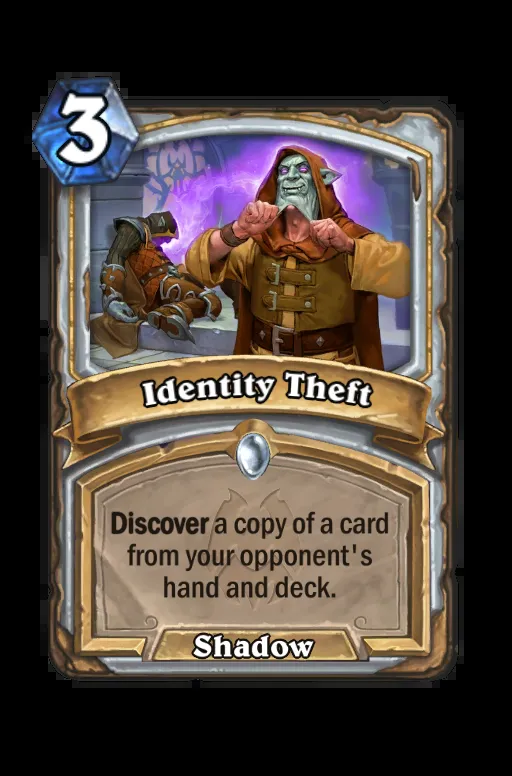 3
Identity Theft
Discover a copy of a card
from your opponent's
hand and deck.
Shadow